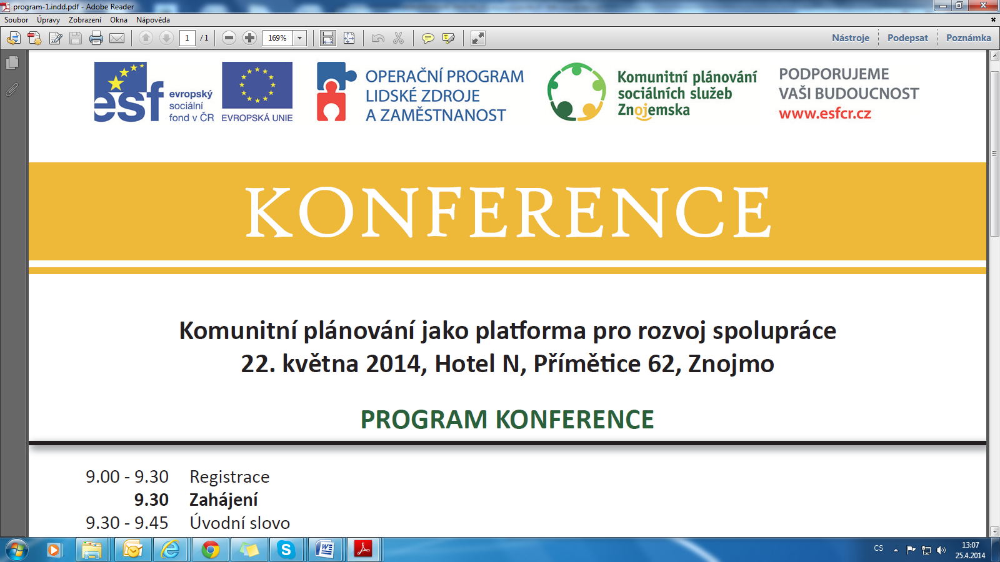 program-1.indd.pdf - Adobe Reader
Soubor Úpravy Zobrazení Okna Nápověda
1 / 1 169% Nástroje Podepsat Poznámka
esf evropský sociální fond v ČR
EVROPSKÁ UNIE
OPERAČNÍ PROGRAM
LIDSKÉ ZDROJE
A ZAMĚSTNANOST
Komunitní plánování
sociálních služeb
Znojemska
PODPORUJEME
VAŠI BUDOUCNOST
www.esfcr.cz
KONFERENCE
Komunitní plánování jako platforma pro rozvoj spolupráce
22. května 2014, Hotel N, Přímětice 62, Znojmo
PROGRAM KONFERENCE
9.00 - 9.30 Registrace
9.30 Zahájení
9.30 - 9.45 Úvodní slovo
CS 13:07
25.4.2014